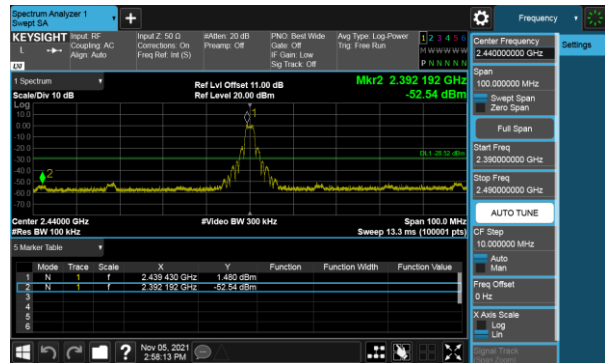 Spectrum Analyzer 1
Swept SA
+
Frequency
KEYSIGHT
L
Input: RF
Coupling: AC
Align: Auto
Input Z: 50 Ω
Corrections: On
Freq Ref: Int (S)
#Atten: 20 dB
Preamp: Off
PNO: Best Wide
Gate: Off
IF Gain: Low
Sig Track: Off
Avg Type: Log-Power
Trig: Free Run
1 2 3 4 5 6
M W W W W W
P N N N N N
LXI
1 Spectrum
Scale/Div 10 dB
Ref Lvl Offset 11.00 dB
Ref Level 20.00 dBm
Mkr2 2.392 192 GHz
-52.54 dBm
Log
10.0
0.00
-10.0
-20.0
-30.0
-40.0
-50.0
-60.0
-70.0
1
2
DL1 -28.52 dBm
Center 2.44000 GHz
#Res BW 100 kHz
#Video BW 300 kHz
Span 100.0 MHz
Sweep 13.3 ms (100001 pts)
5 Marker Table
Mode Trace Scale X Y Function Function Width Function Value
1 N 1 f 2.439 430 GHz 1.480 dBm
2 N 1 f 2.392 192 GHz -52.54 dBm
3
4
5
6
Nov 05, 2021
2:58:13 PM
Center Frequency
2.440000000 GHz
Settings
Span
100.000000 MHz
Swept Span
Zero Span
Full Span
Start Freq
2.390000000 GHz
Stop Freq
2.490000000 GHz
AUTO TUNE
CF Step
10.000000 MHz
Auto
Man
Freq Offset
0 Hz
X Axis Scale
Log
Lin
Signal Track
(Span Zoom)